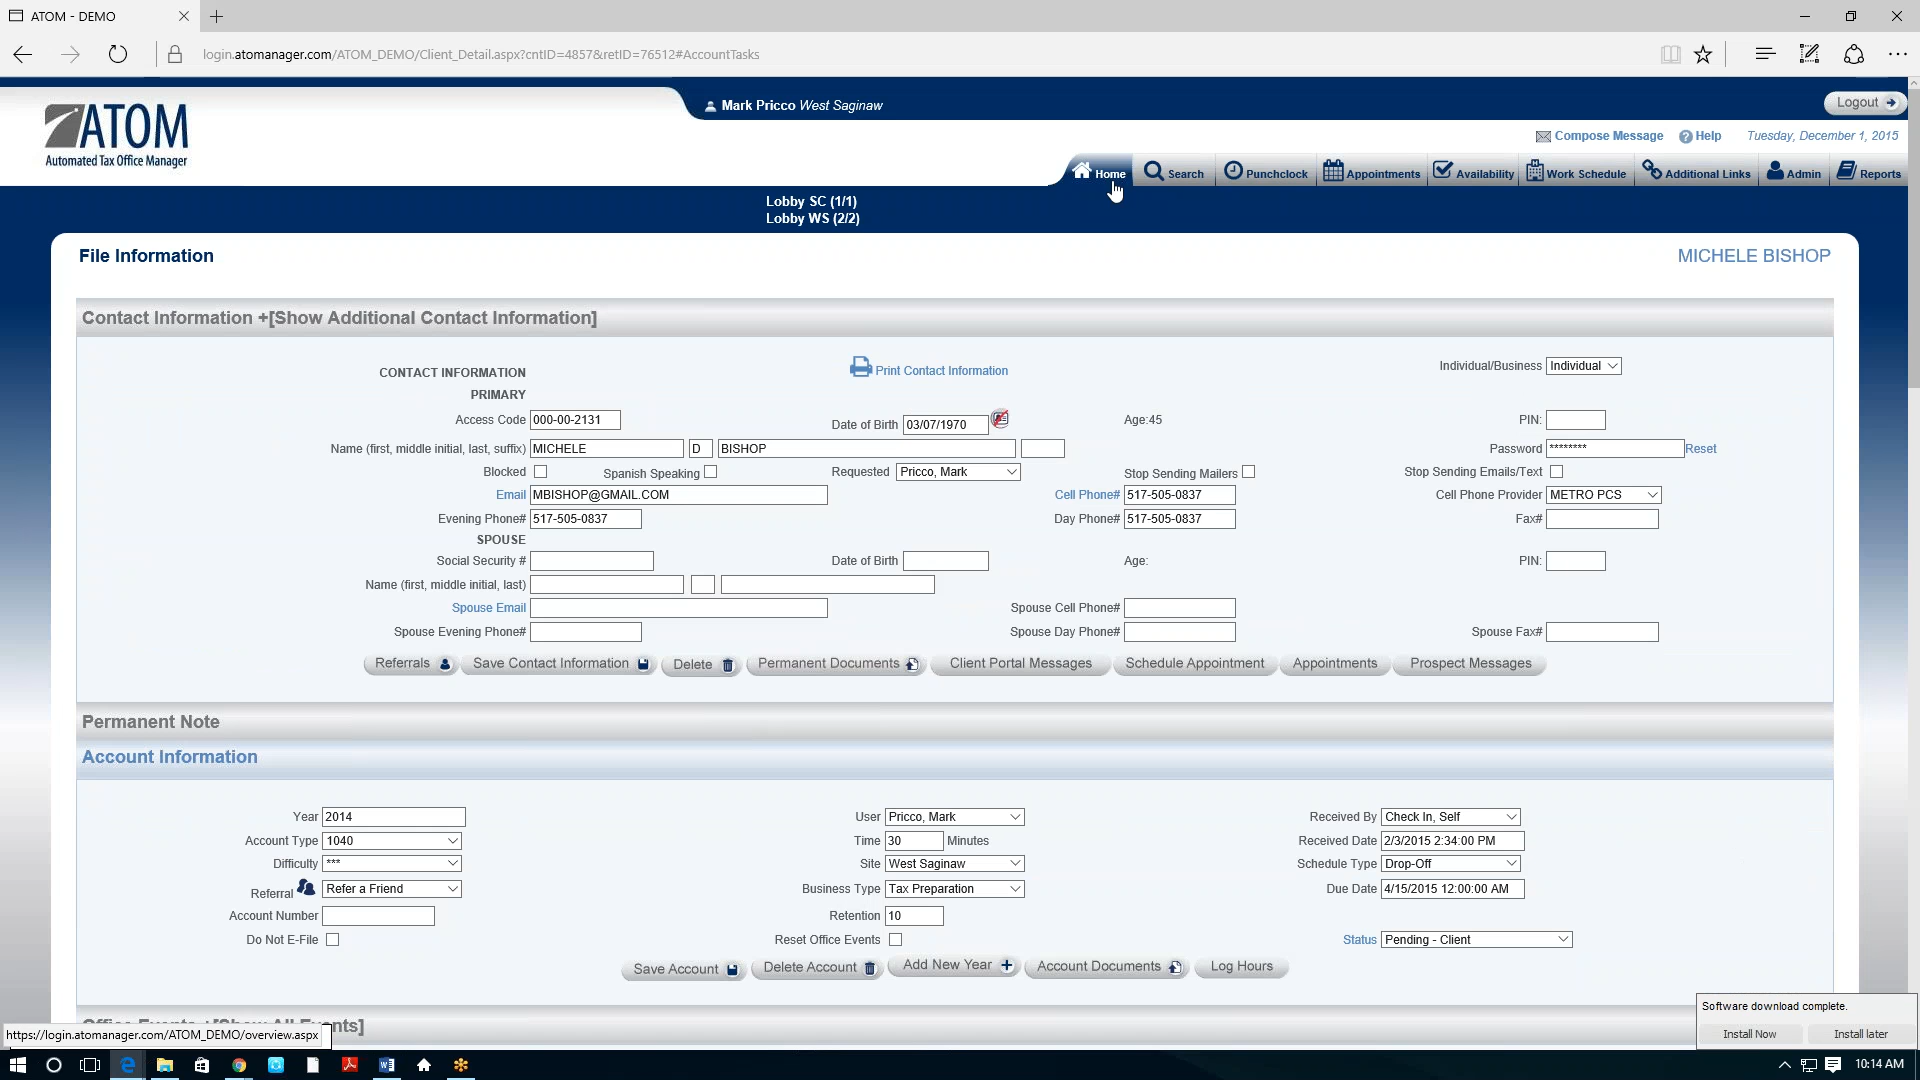 ATOM - DEMO
login.atomanager.com/ATOM_DEMO/Client_Detail.aspx?cntID=4857&retID=76512#AccountTasks
ATOM
Automated Tax Office Manager
Mark Pricco West Saginaw
Logout
Compose Message Help Tuesday, December 1, 2015
Home Search Punchclock Appointments Availability Work Schedule Additional Links Admin Reports
Lobby SC (1/1)
Lobby WS (2/2)
File Information MICHELE BISHOP
Contact Information +[Show Additional Contact Information]
CONTACT INFORMATION Print Contact Information Individual/Business Individual
PRIMARY
Access Code 000-00-2131 Date of Birth 03/07/1970 Age:45 PIN:
Name (first, middle initial, last, suffix) MICHELE D BISHOP Password ******** Reset
Blocked Spanish Speaking Requested Pricco, Mark Stop Sending Mailers Stop Sending Emails/Text
Email MBISHOP@GMAIL.COM Cell Phone# 517-505-0837 Cell Phone Provider METRO PCS
Evening Phone# 517-505-0837 Day Phone# 517-505-0837 Fax#
SPOUSE
Social Security # Date of Birth Age: PIN:
Name (first, middle initial, last)
Spouse Email Spouse Cell Phone#
Spouse Evening Phone# Spouse Day Phone# Spouse Fax#
Referrals Save Contact Information Delete Permanent Documents Client Portal Messages Schedule Appointment Appointments Prospect Messages
Permanent Note
Account Information
Year 2014 User Pricco, Mark Received By Check In, Self
Account Type 1040 Time 30 Minutes Received Date 2/3/2015 2:34:00 PM
Difficulty *** Site West Saginaw Schedule Type Drop-Off
Referral Refer a Friend Business Type Tax Preparation Due Date 4/15/2015 12:00:00 AM
Account Number Retention 10
Do Not E-File Reset Office Events Status Pending - Client
Save Account Delete Account Add New Year Account Documents Log Hours
Office Events +[Show All Events]
https://login.atomanager.com/ATOM_DEMO/overview.aspx
Software download complete.
Install Now Install later
10:14 AM